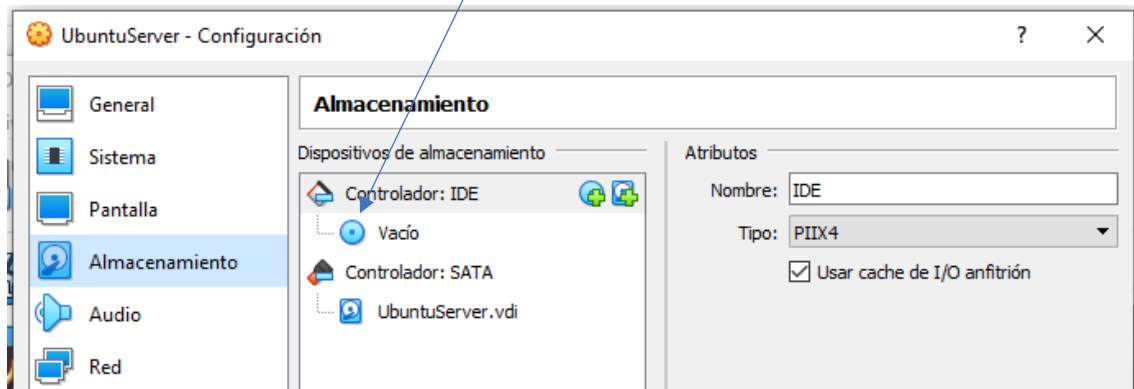 UbuntuServer - Configuración ? X
General
Sistema
Pantalla
Almacenamiento
Audio
Red
Almacenamiento
Dispositivos de almacenamiento
Controlador: IDE
Vacío
Controlador: SATA
UbuntuServer.vdi
Atributos
Nombre: IDE
Tipo: PIIX4
Usar cache de I/O anfitrión